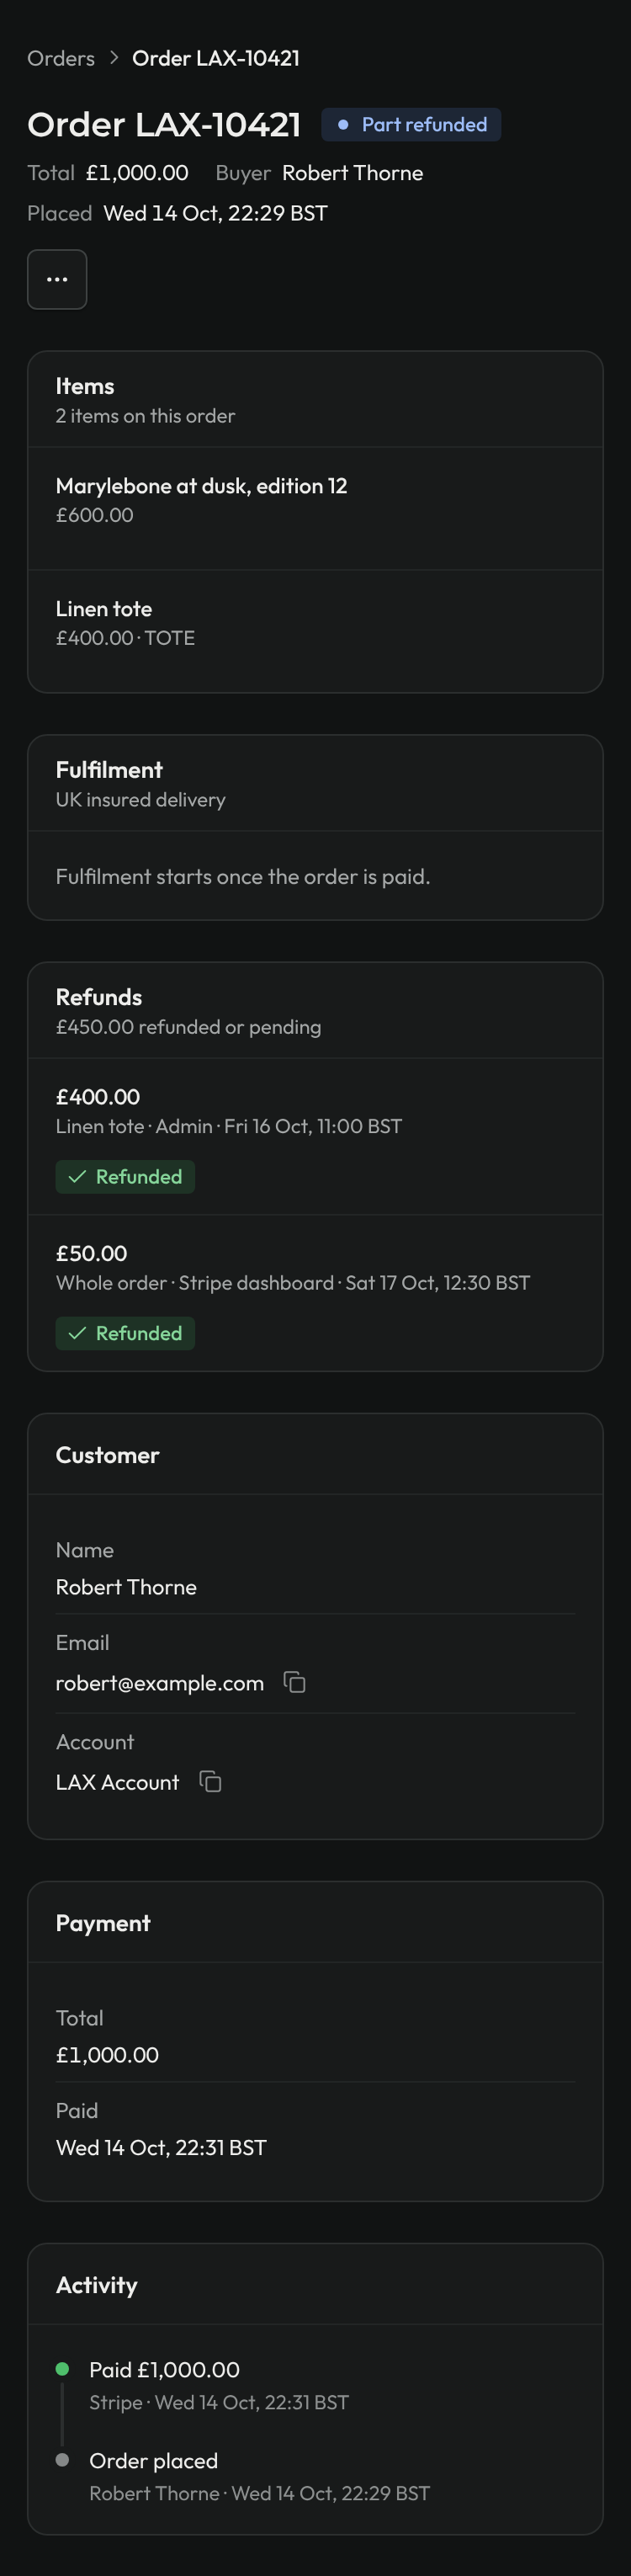 Orders > Order LAX-10421
Order LAX-10421 Part refunded
Total £1,000.00 Buyer Robert Thorne
Placed Wed 14 Oct, 22:29 BST
...
Items
2 items on this order
Marylebone at dusk, edition 12
£600.00
Linen tote
£400.00 · TOTE
Fulfilment
UK insured delivery
Fulfilment starts once the order is paid.
Refunds
£450.00 refunded or pending
£400.00
Linen tote · Admin · Fri 16 Oct, 11:00 BST
Refunded
£50.00
Whole order · Stripe dashboard · Sat 17 Oct, 12:30 BST
Refunded
Customer
Name
Robert Thorne
Email
robert@example.com
Account
LAX Account
Payment
Total
£1,000.00
Paid
Wed 14 Oct, 22:31 BST
Activity
Paid £1,000.00
Stripe · Wed 14 Oct, 22:31 BST
Order placed
Robert Thorne · Wed 14 Oct, 22:29 BST